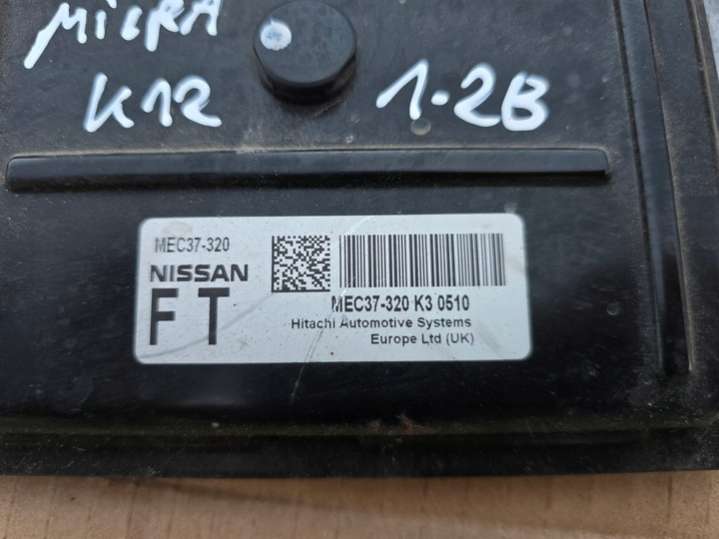 MICRA
K12 1.2B
MEC37-320
NISSAN
FT
MEC37-320 K3 0510
Hitachi Automotive Systems
Europe Ltd (UK)